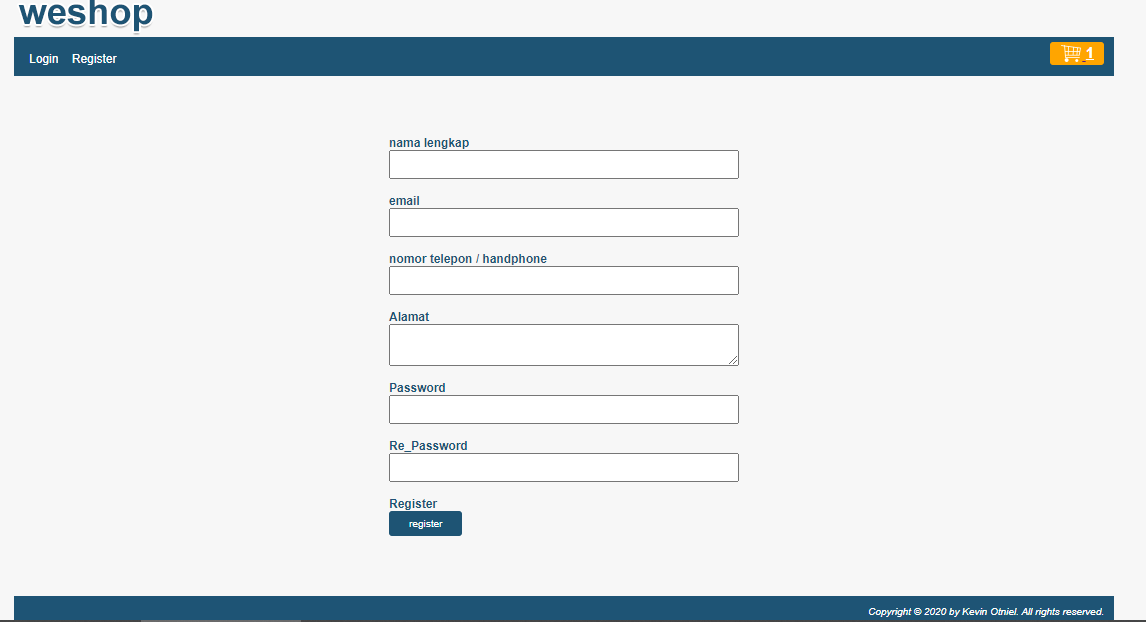 weshop
Login Register 1
nama lengkap
email
nomor telepon / handphone
Alamat
Password
Re_Password
Register
register
Copyright © 2020 by Kevin Otniel. All rights reserved.